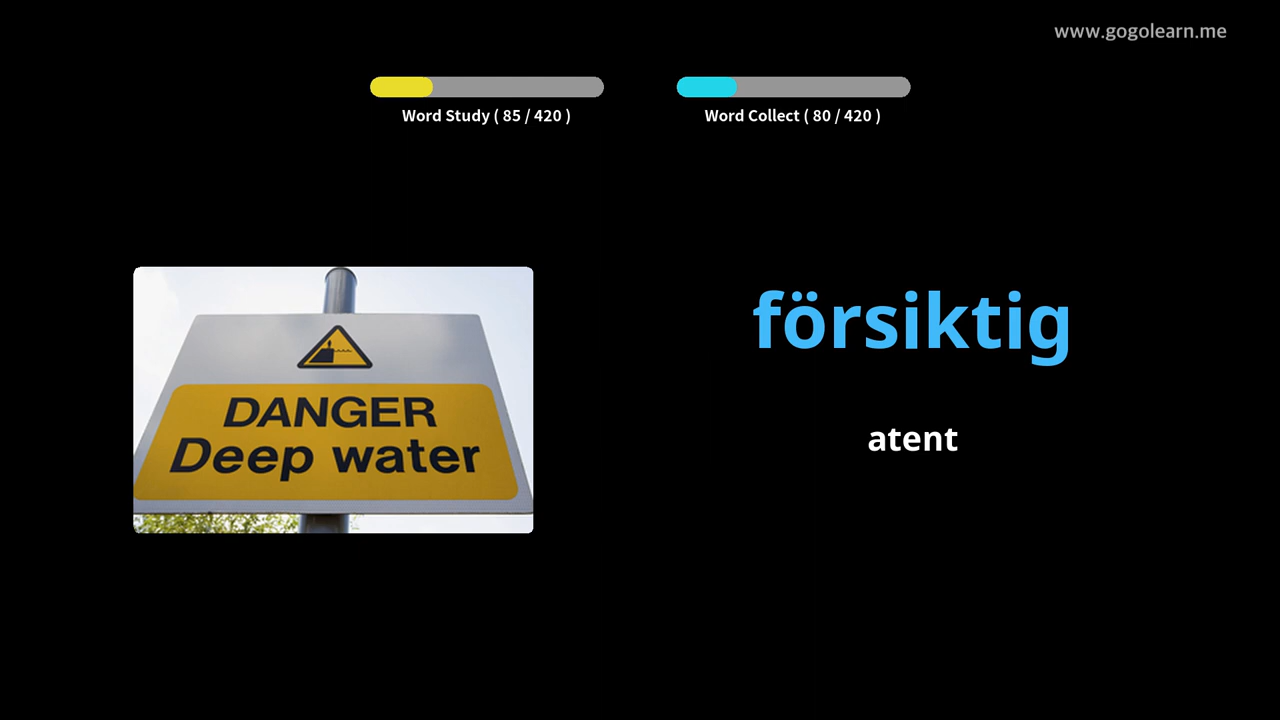 www.gogolearn.me
Word Study ( 85 / 420 )
Word Collect ( 80 / 420 )
DANGER
Deep water
försiktig
atent